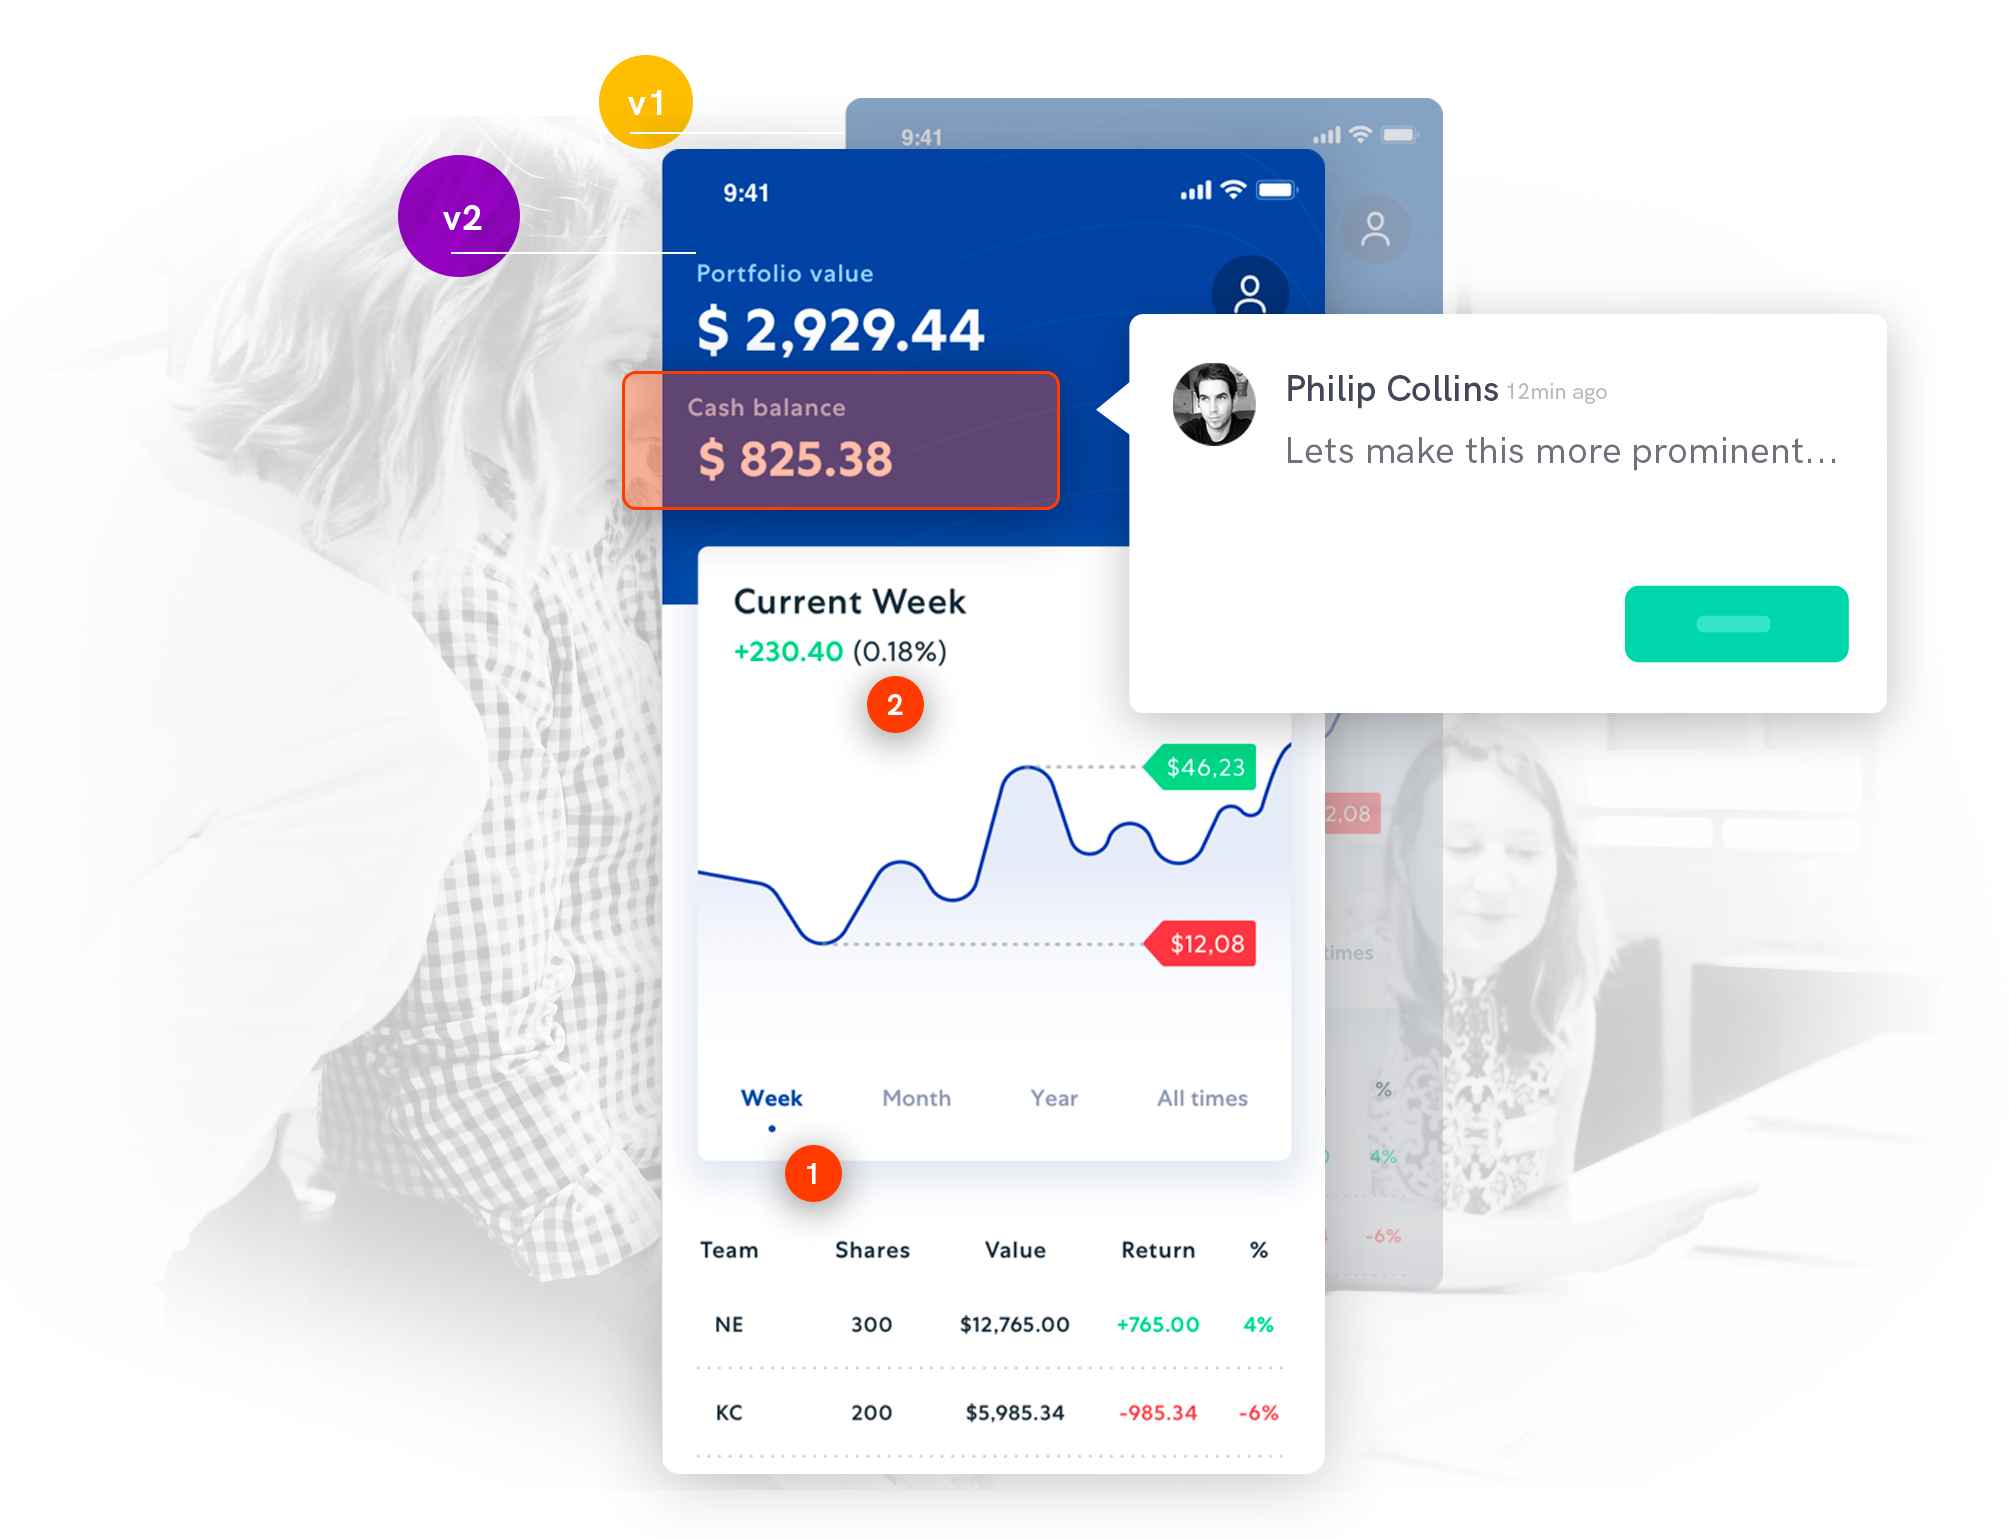 v1
9:41
v2
9:41
Portfolio value
$ 2,929.44
Cash balance
$ 825.38
Philip Collins 12min ago
Lets make this more prominent...
Current Week
+230.40 (0.18%)
2
$46,23
2,08
$12,08
times
Week Month Year All times
1
%
4%
-6%
Team Shares Value Return %
NE 300 $12,765.00 +765.00 4%
KC 200 $5,985.34 -985.34 -6%